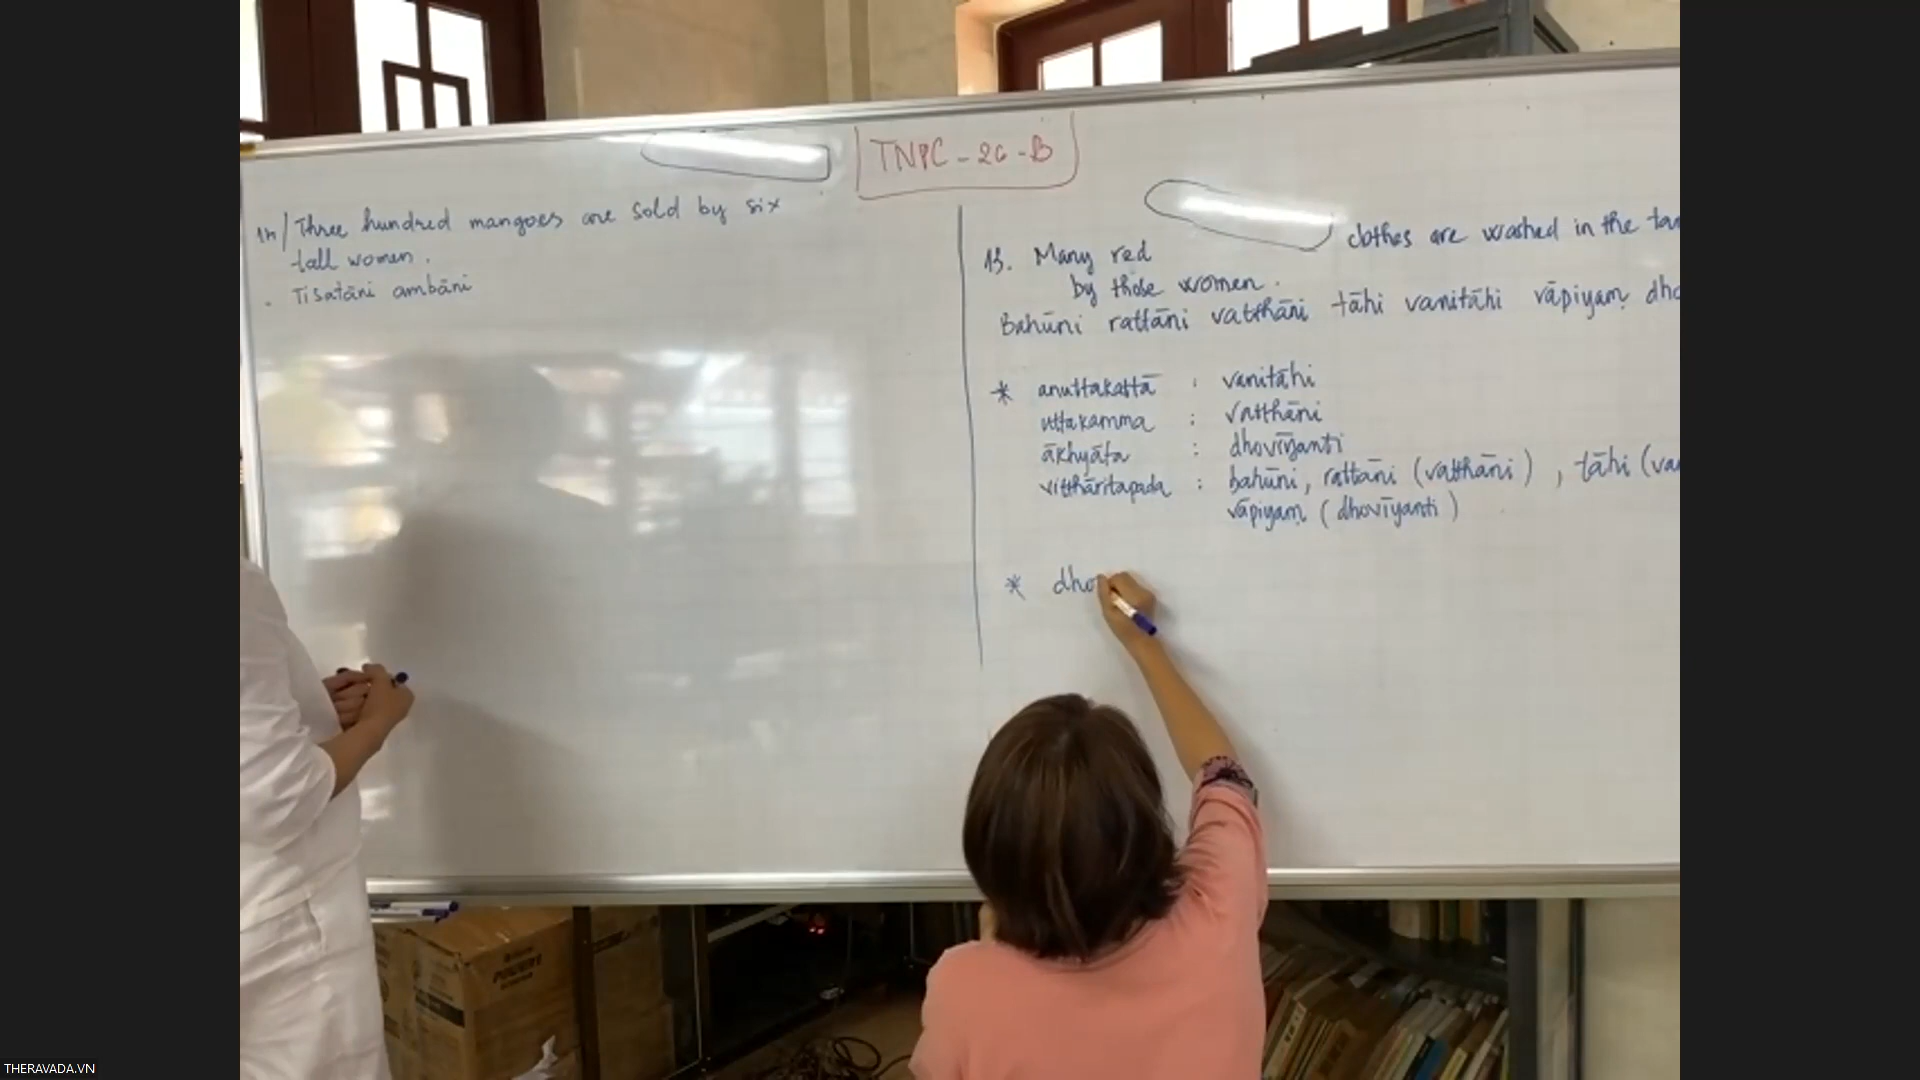 TNPC - 2C - B
14/ Three hundred mangoes are sold by six
tall women.
. Tisatāni ambāni
13. Many red clothes are washed in the
by those women.
Bahūni rattāni vatthāni tāhi vanitāhi vāpiyaṃ
* anuttakattā : vanitāhi
uttakamma : vatthāni
ākhyāta : dhovīyanti
vitthāritapada : bahūni, rattāni (vatthāni), tāhi
vāpiyaṃ (dhovīyanti)
* dho
THERAVADA.VN